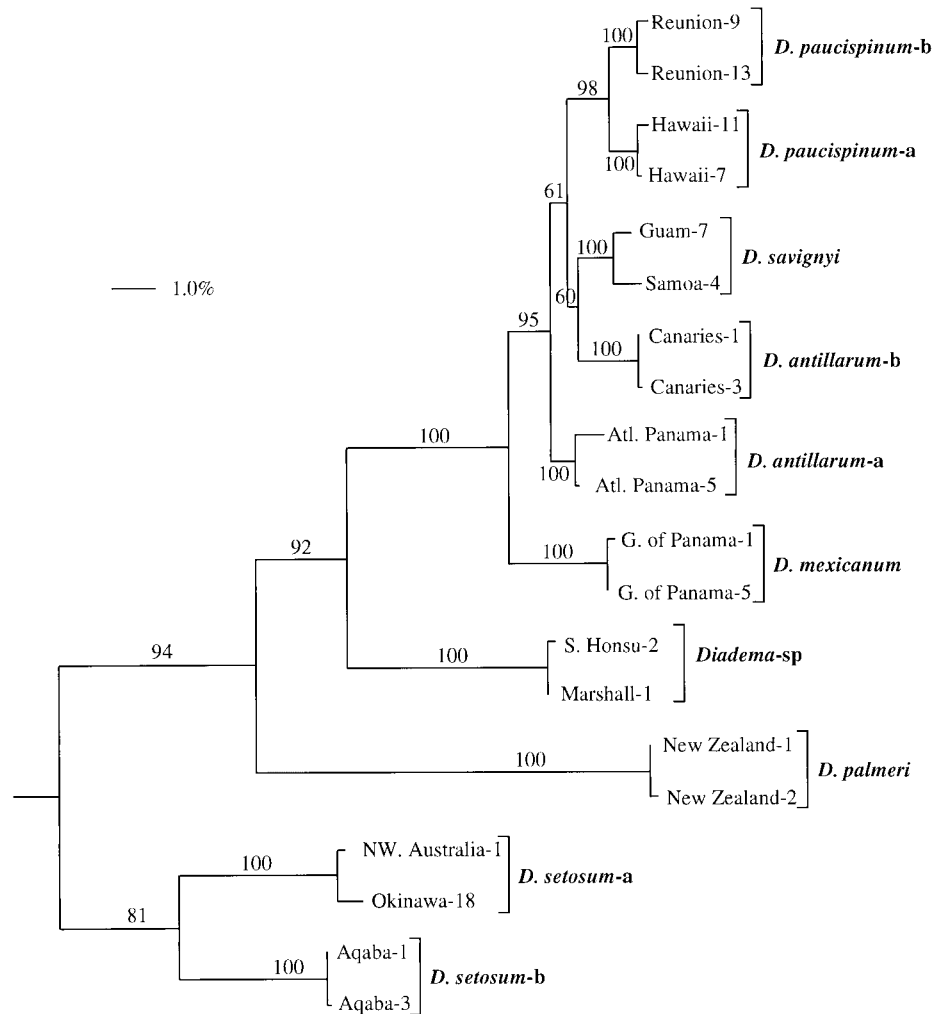 Reunion-9
100
D. paucispinum-b
Reunion-13
98
Hawaii-11
D. paucispinum-a
100
Hawaii-7
61
Guam-7
100
D. savignyi
1.0%
Samoa-4
60
95
Canaries-1
100
D. antillarum-b
Canaries-3
Atl. Panama-1
100
D. antillarum-a
100
Atl. Panama-5
G. of Panama-1
92
100
D. mexicanum
G. of Panama-5
S. Honsu-2
94
100
Diadema-sp
Marshall-1
New Zealand-1
100
D. palmeri
New Zealand-2
NW. Australia-1
100
D. setosum-a
Okinawa-18
81
Aqaba-1
100
D. setosum-b
Aqaba-3